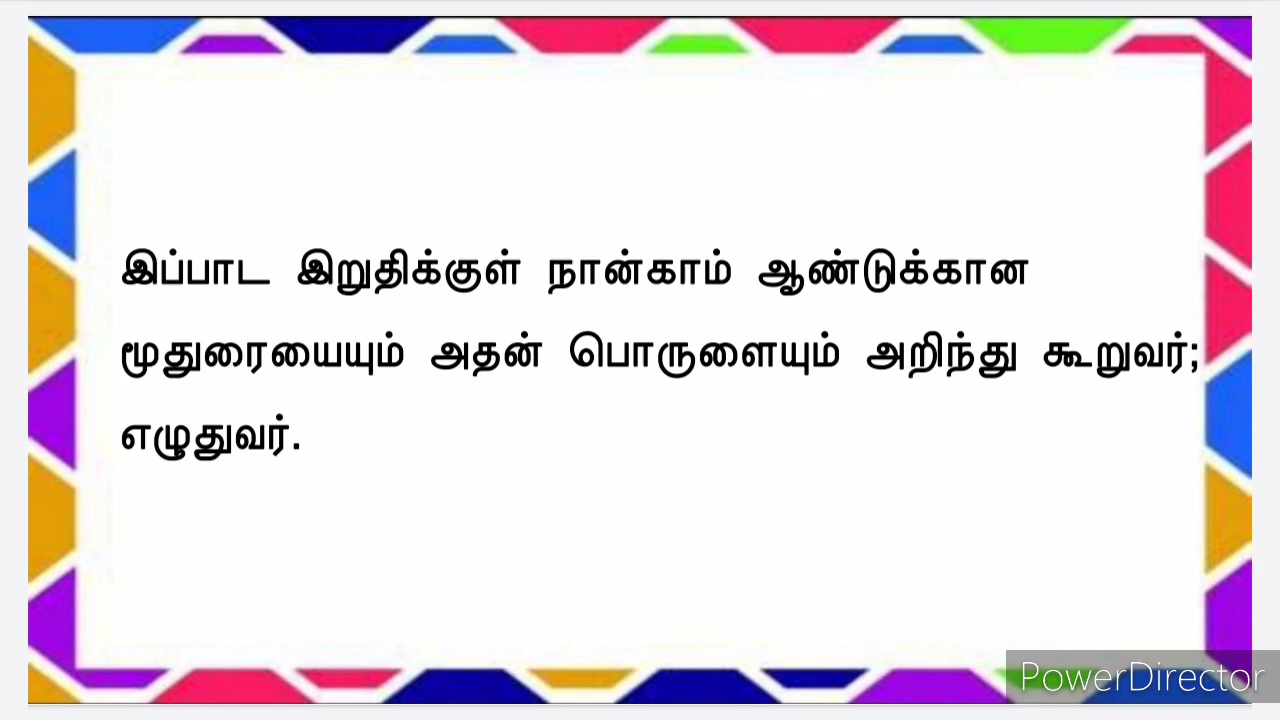 இப்பாட இறுதிக்குள் நான்காம் ஆண்டுக்கான
மூதுரையையும் அதன் பொருளையும் அறிந்து கூறுவர்;
எழுதுவர்.
PowerDirector